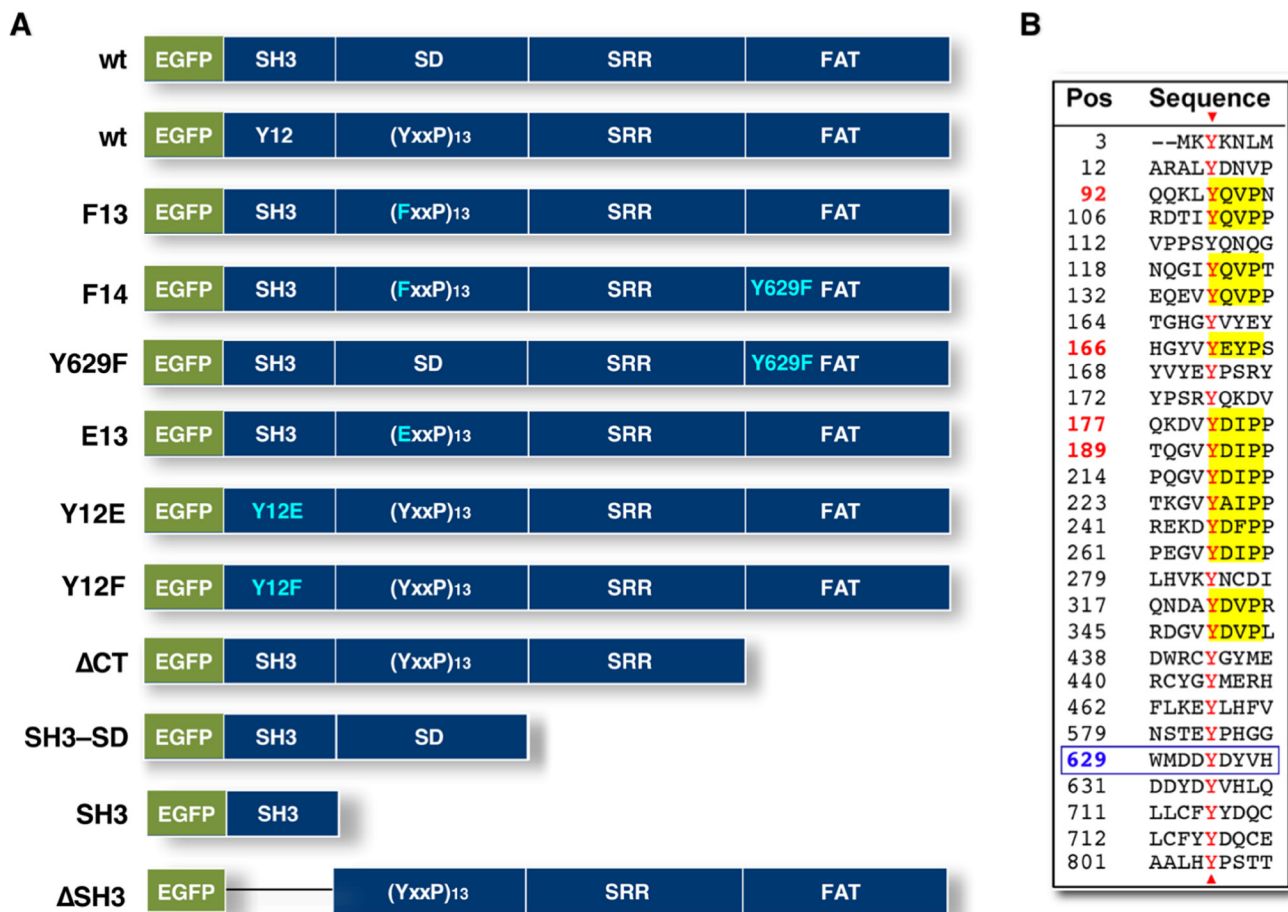 A
wt EGFP SH3 SD SRR FAT
wt EGFP Y12 (YxxP)13 SRR FAT
F13 EGFP SH3 (FxxP)13 SRR FAT
F14 EGFP SH3 (FxxP)13 SRR Y629F FAT
Y629F EGFP SH3 SD SRR Y629F FAT
E13 EGFP SH3 (ExxP)13 SRR FAT
Y12E EGFP Y12E (YxxP)13 SRR FAT
Y12F EGFP Y12F (YxxP)13 SRR FAT
ΔCT EGFP SH3 (YxxP)13 SRR
SH3–SD EGFP SH3 SD
SH3 EGFP SH3
ΔSH3 EGFP (YxxP)13 SRR FAT
B
Pos Sequence
3 --MKYKNLM
12 ARALYDNVP
92 QQKLYQVPN
106 RDTIYQVPP
112 VPPSYQNQG
118 NQGIYQVPT
132 EQEVYQVPP
164 TGHGYVYEY
166 HGYVYEYPS
168 YVYEYPSRY
172 YPSRYQKDV
177 QKDVYDIPP
189 TQGVYDIPP
214 PQGVYDIPP
223 TKGVYAIPP
241 REKDYDFPP
261 PEGVYDIPP
279 LHVKYNCDI
317 QNDAYDVPR
345 RDGVYDVPL
438 DWRCYGYME
440 RCYGYMERH
462 FLKEYLHFV
579 NSTEYPHGG
629 WMDDYDYVH
631 DDYDYVHLQ
711 LLCFYYDQC
712 LCFYYDQCE
801 AALHYPSTT